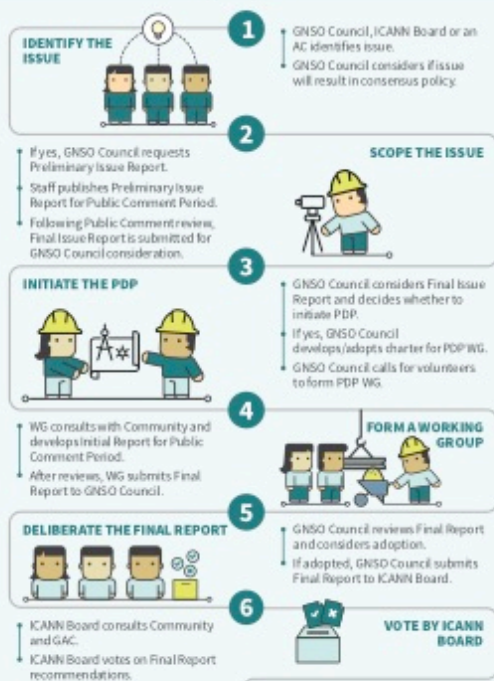 1
IDENTIFY THE
ISSUE
GNSO Council, ICANN Board or an
AC identifies issue.
GNSO Council considers if issue
will result in consensus policy.
2
SCOPE THE ISSUE
If yes, GNSO Council requests
Preliminary Issue Report.
Staff publishes Preliminary Issue
Report for Public Comment Period.
Following Public Comment review,
Final Issue Report is submitted for
GNSO Council consideration.
3
INITIATE THE PDP
GNSO Council considers Final Issue
Report and decides whether to
initiate PDP.
If yes, GNSO Council
develops/adopts charter for PDP WG.
GNSO Council calls for volunteers
to form PDP WG.
4
FORM A WORKING
GROUP
WG consults with Community and
develops Initial Report for Public
Comment Period.
After reviews, WG submits Final
Report to GNSO Council.
5
DELIBERATE THE FINAL REPORT
GNSO Council reviews Final Report
and considers adoption.
If adopted, GNSO Council submits
Final Report to ICANN Board.
6
VOTE BY ICANN
BOARD
ICANN Board consults Community
and GAC.
ICANN Board votes on Final Report
recommendations.